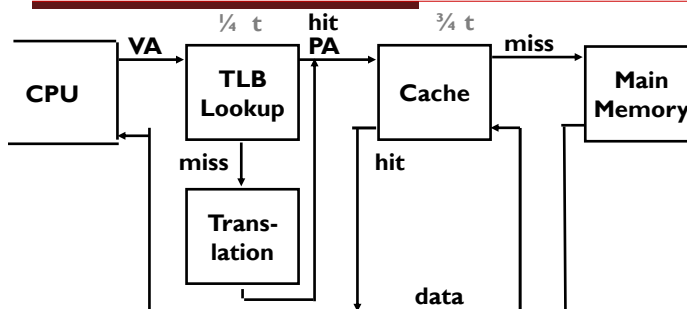 ¼ t
hit
¾ t
VA
PA
miss
CPU
TLB
Lookup
Cache
Main
Memory
miss
hit
Trans-
lation
data